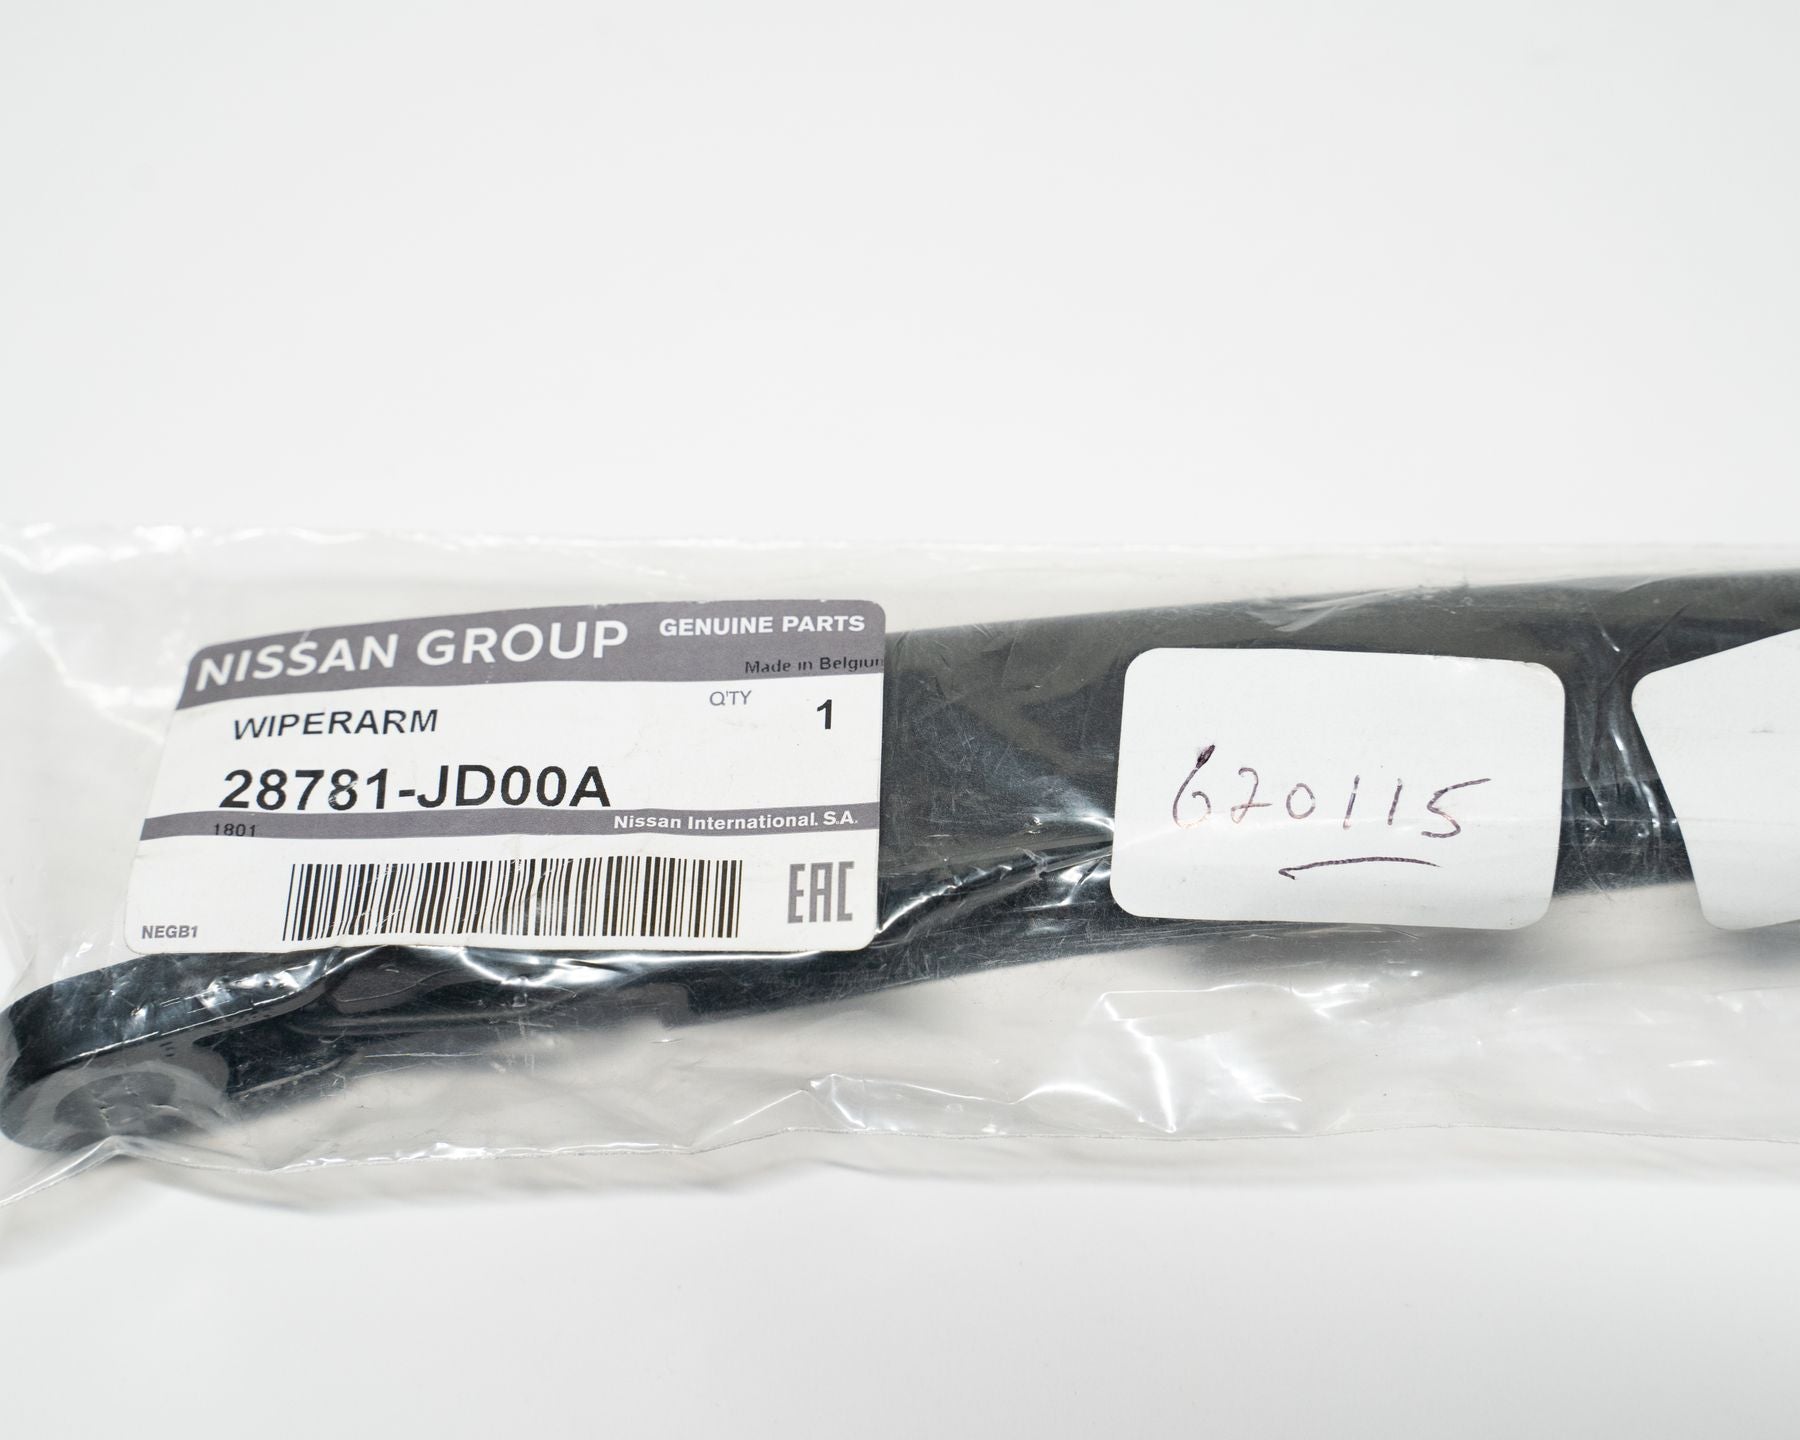 NISSAN GROUP GENUINE PARTS
Made in Belgium
WIPERARM Q'TY 1
28781-JD00A
1801 Nissan International. S.A.
NEGB1 EAC
620115